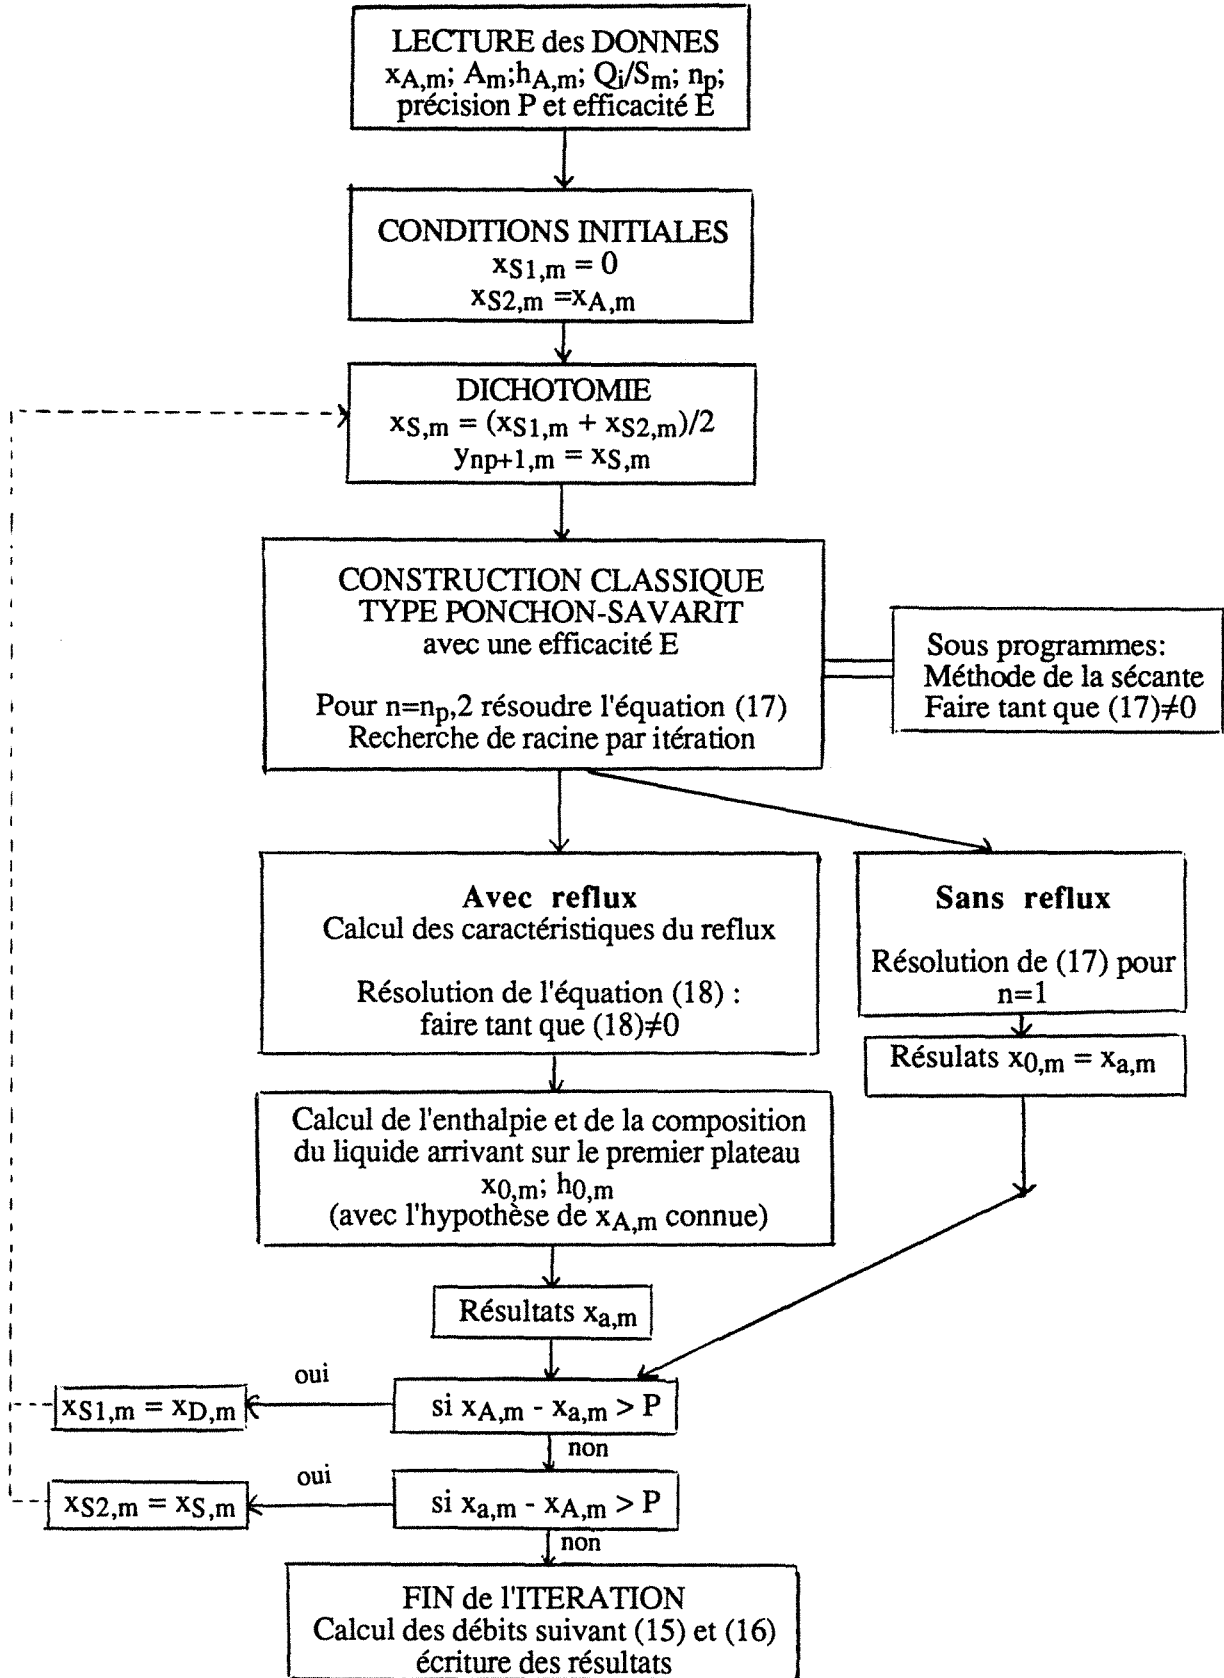 LECTURE des DONNES
xA,m; Am;hA,m; Qi/Sm; np;
précision P et efficacité E
CONDITIONS INITIALES
xS1,m = 0
xS2,m =xA,m
DICHOTOMIE
xS,m = (xS1,m + xS2,m)/2
ynp+1,m = xS,m
CONSTRUCTION CLASSIQUE
TYPE PONCHON-SAVARIT
avec une efficacité E
Pour n=np,2 résoudre l'équation (17)
Recherche de racine par itération
Sous programmes:
Méthode de la sécante
Faire tant que (17)≠0
Avec reflux
Calcul des caractéristiques du reflux
Résolution de l'équation (18) :
faire tant que (18)≠0
Sans reflux
Résolution de (17) pour
n=1
Résulats x0,m = xa,m
Calcul de l'enthalpie et de la composition
du liquide arrivant sur le premier plateau
x0,m; h0,m
(avec l'hypothèse de xA,m connue)
Résultats xa,m
si xA,m - xa,m > P
oui
xS1,m = xD,m
non
si xa,m - xA,m > P
oui
xS2,m = xS,m
non
FIN de l'ITERATION
Calcul des débits suivant (15) et (16)
écriture des résultats